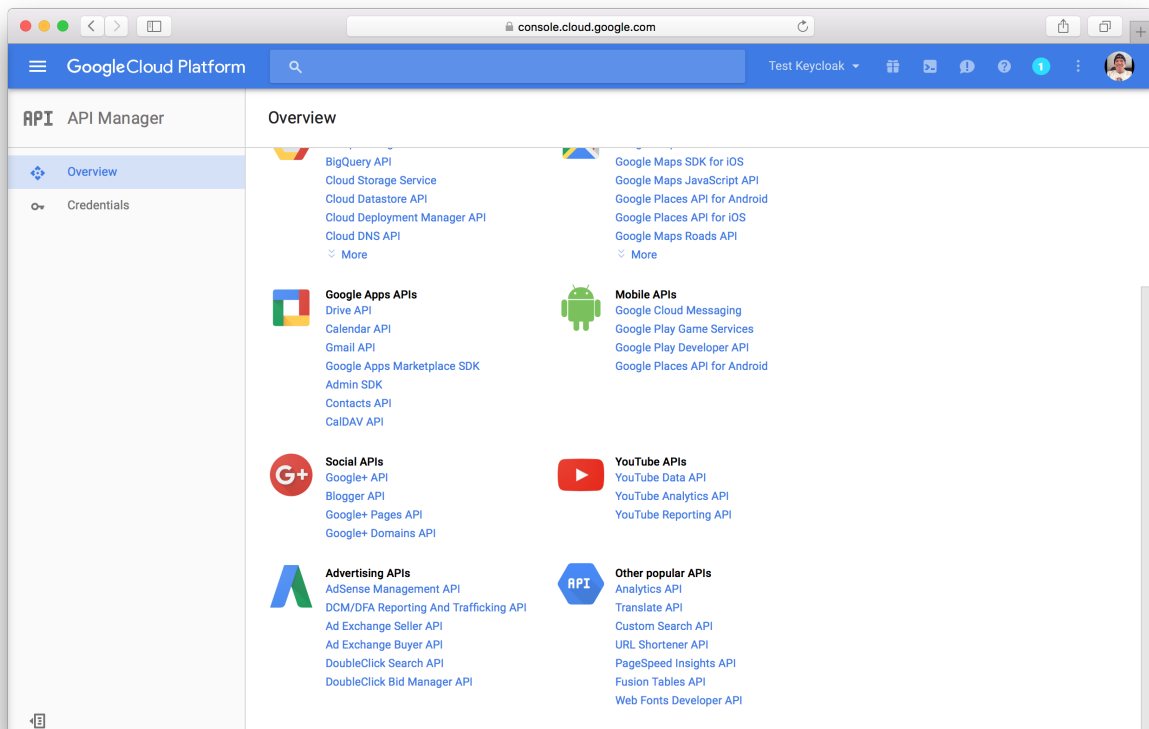 console.cloud.google.com
Google Cloud Platform
Test Keycloak
1
API API Manager
Overview
Overview
Credentials
BigQuery API
Cloud Storage Service
Cloud Datastore API
Cloud Deployment Manager API
Cloud DNS API
More
Google Maps SDK for iOS
Google Maps JavaScript API
Google Places API for Android
Google Places API for iOS
Google Maps Roads API
More
Google Apps APIs
Drive API
Calendar API
Gmail API
Google Apps Marketplace SDK
Admin SDK
Contacts API
CalDAV API
Mobile APIs
Google Cloud Messaging
Google Play Game Services
Google Play Developer API
Google Places API for Android
G+
Social APIs
Google+ API
Blogger API
Google+ Pages API
Google+ Domains API
YouTube APIs
YouTube Data API
YouTube Analytics API
YouTube Reporting API
Advertising APIs
AdSense Management API
DCM/DFA Reporting And Trafficking API
Ad Exchange Seller API
Ad Exchange Buyer API
DoubleClick Search API
DoubleClick Bid Manager API
API
Other popular APIs
Analytics API
Translate API
Custom Search API
URL Shortener API
PageSpeed Insights API
Fusion Tables API
Web Fonts Developer API